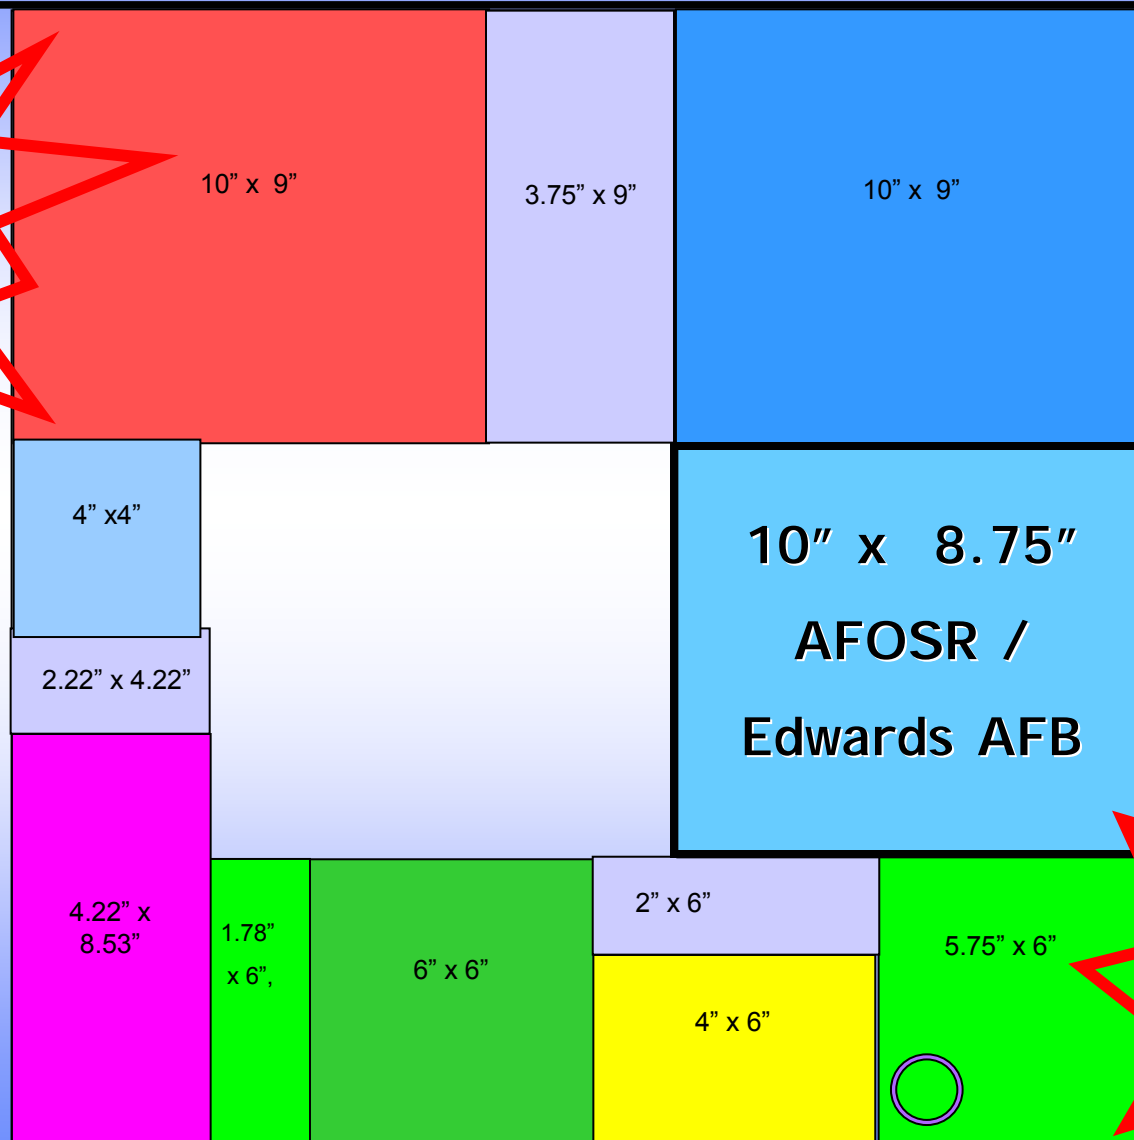 10” x  9”
3.75” x 9”
10” x  9”
4” x4”
10” x  8.75”
AFOSR /
Edwards AFB
2.22” x 4.22”
4.22” x
8.53”
1.78”
x 6”,
6” x 6”
2” x 6”
4” x 6”
5.75” x 6”